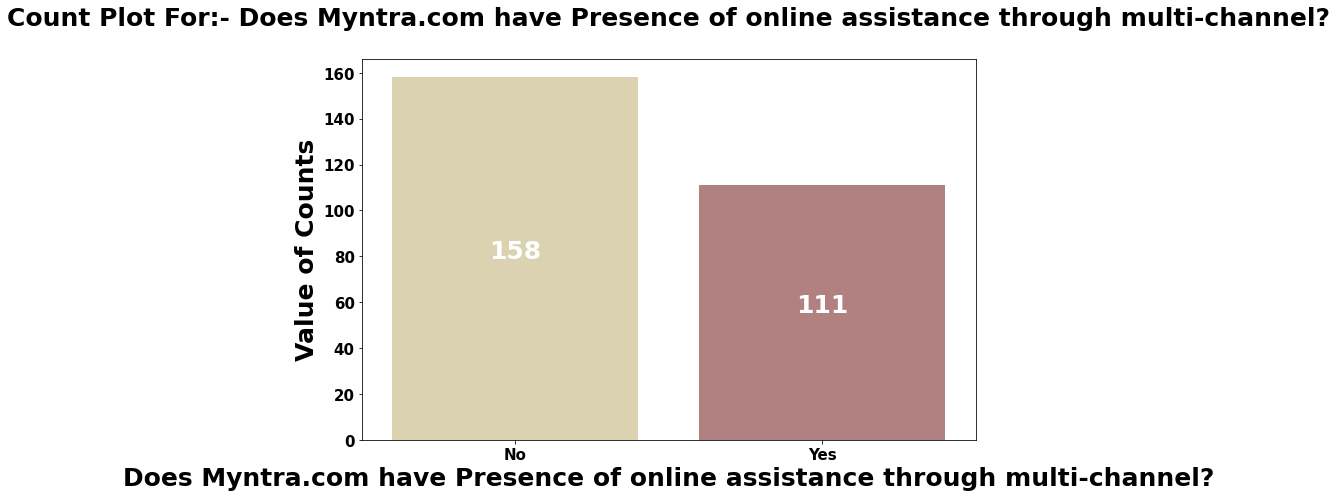 Count Plot For:- Does Myntra.com have Presence of online assistance through multi-channel?
Value of Counts
160
140
120
100
80
60
40
20
0
158
111
No
Yes
Does Myntra.com have Presence of online assistance through multi-channel?